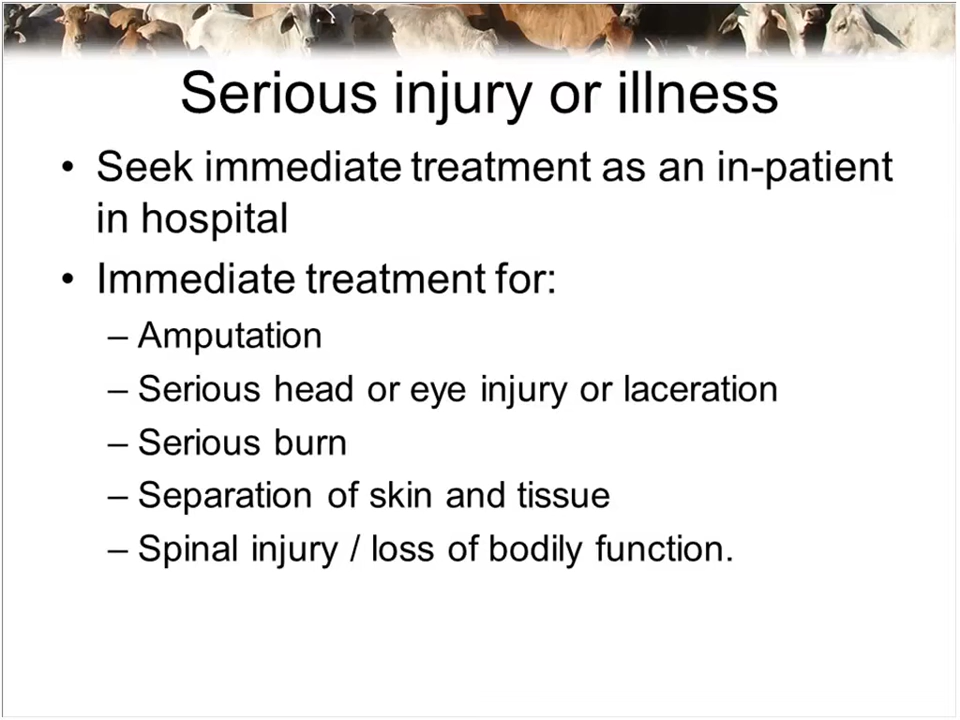 Serious injury or illness
• Seek immediate treatment as an in-patient
in hospital
• Immediate treatment for:
– Amputation
– Serious head or eye injury or laceration
– Serious burn
– Separation of skin and tissue
– Spinal injury / loss of bodily function.